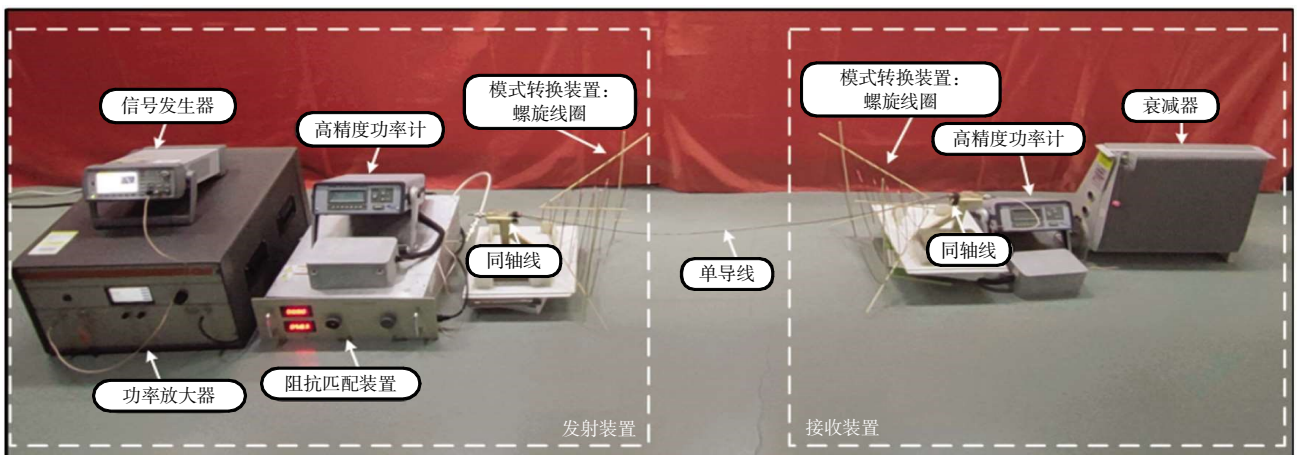 信号发生器
高精度功率计
模式转换装置：
螺旋线圈
同轴线
功率放大器
阻抗匹配装置
发射装置
单导线
模式转换装置：
螺旋线圈
高精度功率计
衰减器
同轴线
接收装置